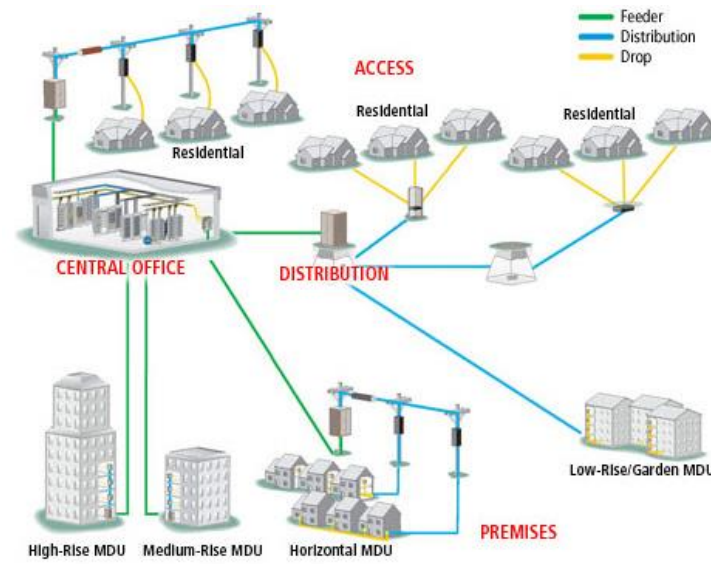 Feeder
Distribution
Drop
ACCESS
Residential
Residential
Residential
CENTRAL OFFICE
DISTRIBUTION
Low-Rise/Garden MDU
PREMISES
High-Rise MDU
Medium-Rise MDU
Horizontal MDU